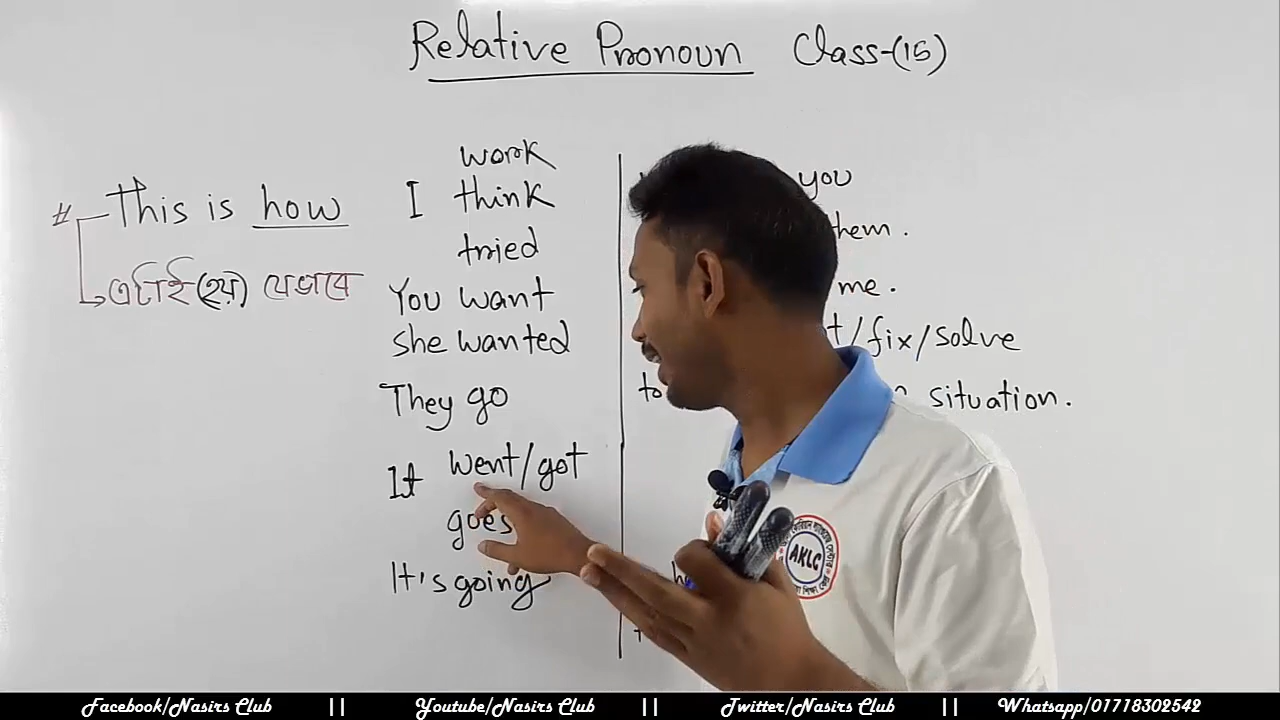 Relative Pronoun Class-(15)
# This is how
এটাই (হয়) যেভাবে
work
I think
tried
You want
she wanted
They go
It went/got
goes
It's going
you
them.
me.
/fix/solve
to situation.
AKLC
Facebook/Nasirs Club || Youtube/Nasirs Club || Twitter/Nasirs Club || Whatsapp/01718302542